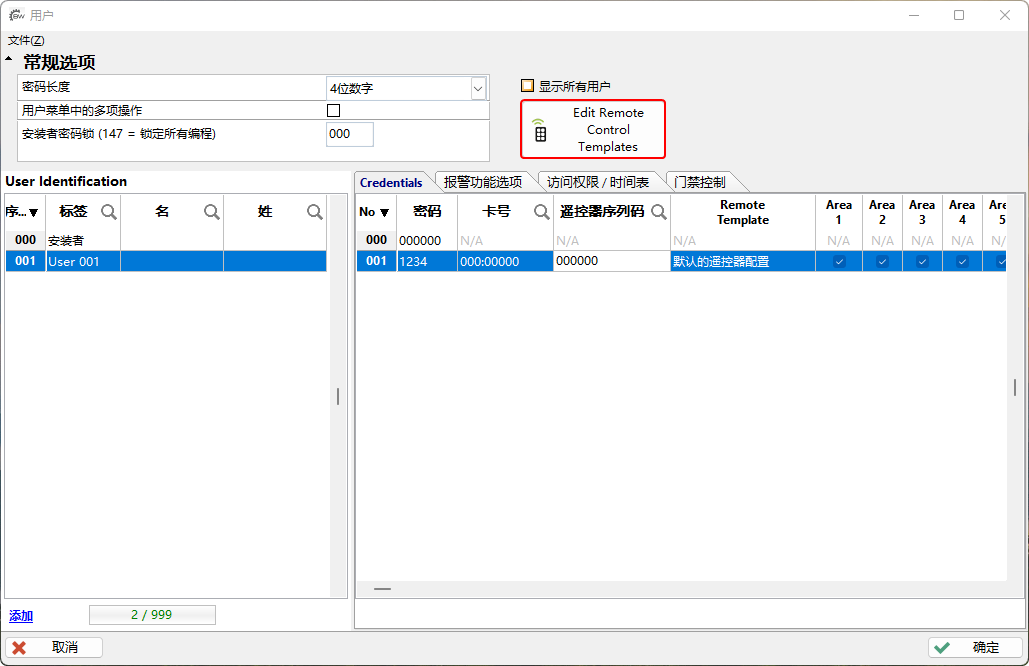 用户
文件(Z)
常规选项
密码长度 4位数字
用户菜单中的多项操作
安装者密码锁 (147 = 锁定所有编程) 000
显示所有用户
Edit Remote
Control
Templates
User Identification
序... 标签 名 姓
000 安装者
001 User 001
Credentials 报警功能选项 访问权限 / 时间表 门禁控制
No 密码 卡号 遥控器序列码 Remote Template Area 1 Area 2 Area 3 Area 4 Are 5
000 000000 N/A N/A N/A N/A N/A N/A N/A N/
001 1234 000:00000 000000 默认的遥控器配置
添加 2 / 999
取消 确定